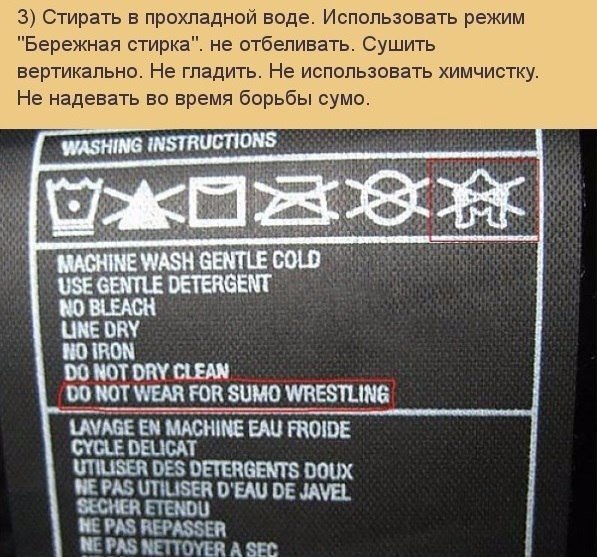 3) Стирать в прохладной воде. Использовать режим
"Бережная стирка". не отбеливать. Сушить
вертикально. Не гладить. Не использовать химчистку.
Не надевать во время борьбы сумо.
WASHING INSTRUCTIONS
MACHINE WASH GENTLE COLD
USE GENTLE DETERGENT
NO BLEACH
LINE DRY
NO IRON
DO NOT DRY CLEAN
DO NOT WEAR FOR SUMO WRESTLING
LAVAGE EN MACHINE EAU FROIDE
CYCLE DELICAT
UTILISER DES DETERGENTS DOUX
NE PAS UTILISER D'EAU DE JAVEL
SECHER ETENDU
NE PAS REPASSER
NE PAS NETTOYER A SEC